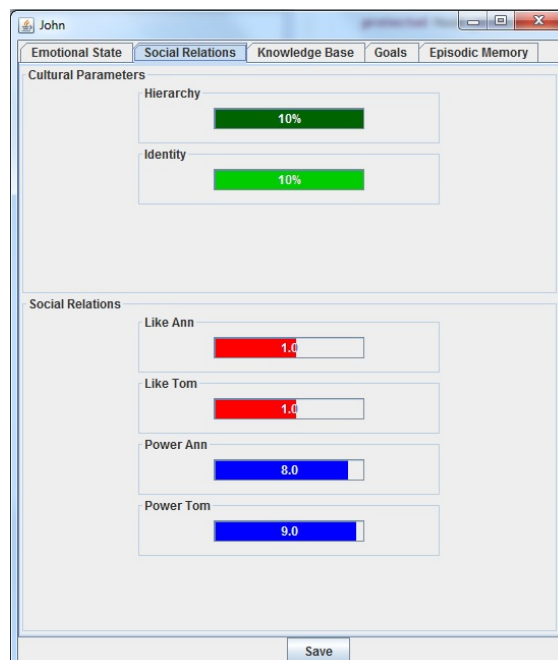 John
Emotional State Social Relations Knowledge Base Goals Episodic Memory
Cultural Parameters
Hierarchy
10%
Identity
10%
Social Relations
Like Ann
1.0
Like Tom
1.0
Power Ann
8.0
Power Tom
9.0
Save